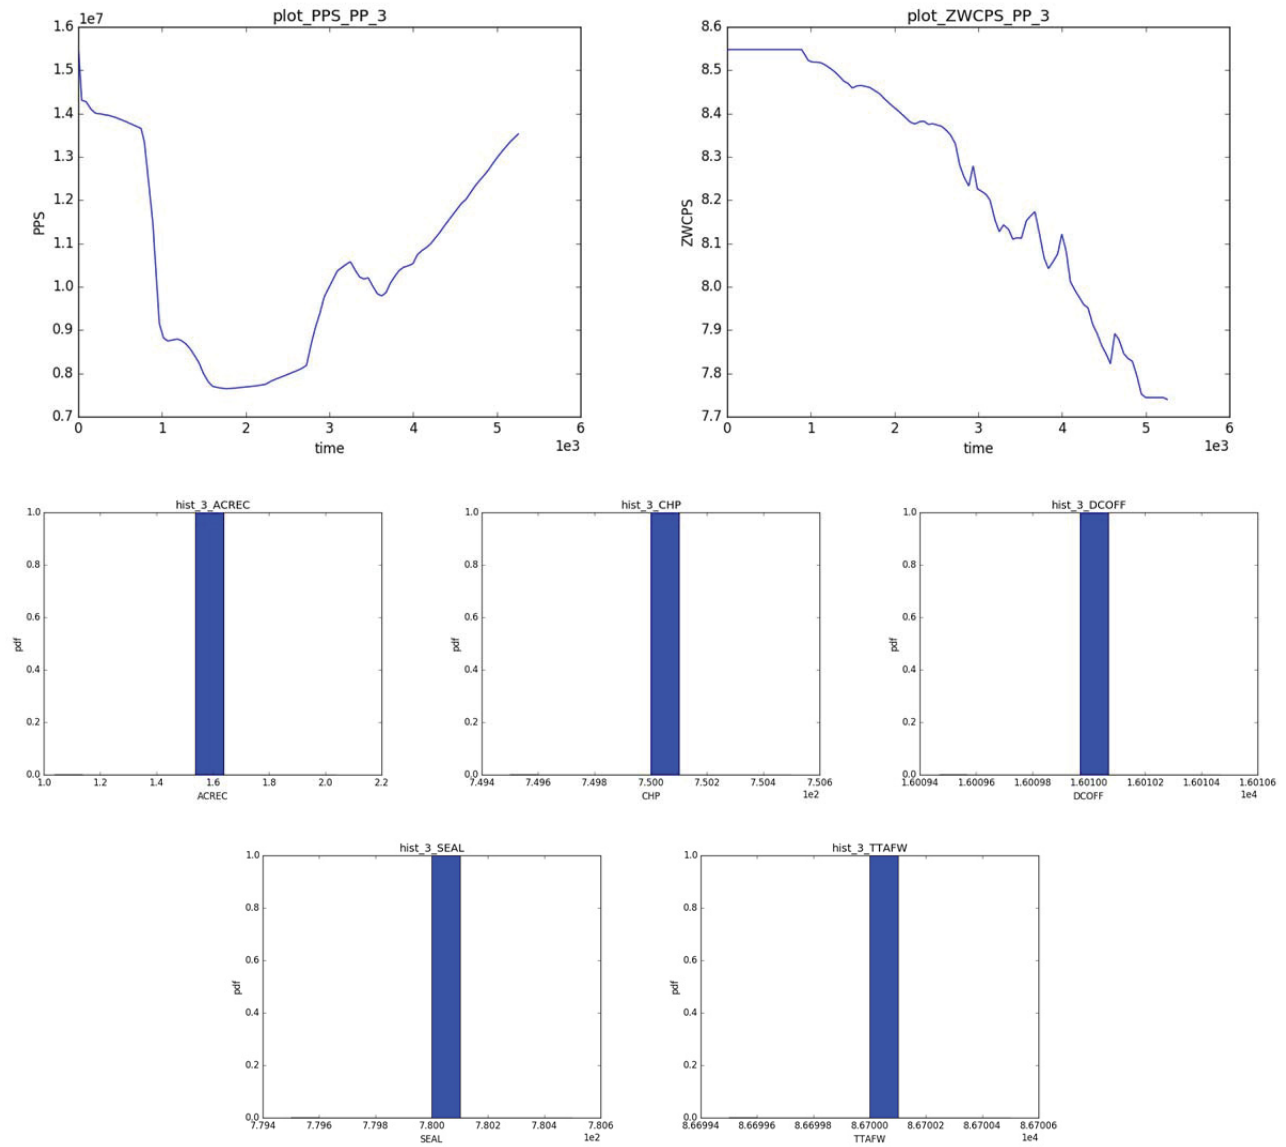 plot_PPS_PP_3
1e7
1.6
1.5
1.4
1.3
1.2
1.1
1.0
0.9
0.8
0.7
PPS
0 1 2 3 4 5 6
time
1e3
plot_ZWCPS_PP_3
8.6
8.5
8.4
8.3
8.2
8.1
8.0
7.9
7.8
7.7
ZWCPS
0 1 2 3 4 5 6
time
1e3
hist_3_ACREC
1.0
0.8
0.6
0.4
0.2
0.0
pdf
1.0 1.2 1.4 1.6 1.8 2.0 2.2
ACREC
hist_3_CHP
1.0
0.8
0.6
0.4
0.2
0.0
pdf
7.494 7.496 7.498 7.500 7.502 7.504 7.506
CHP
1e2
hist_3_DCOFF
1.0
0.8
0.6
0.4
0.2
0.0
pdf
1.60094 1.60096 1.60098 1.60100 1.60102 1.60104 1.60106
DCOFF
1e4
hist_3_SEAL
1.0
0.8
0.6
0.4
0.2
0.0
pdf
7.794 7.796 7.798 7.800 7.802 7.804 7.806
SEAL
1e2
hist_3_TTAFW
1.0
0.8
0.6
0.4
0.2
0.0
pdf
8.66994 8.66996 8.66998 8.67000 8.67002 8.67004 8.67006
TTAFW
1e4